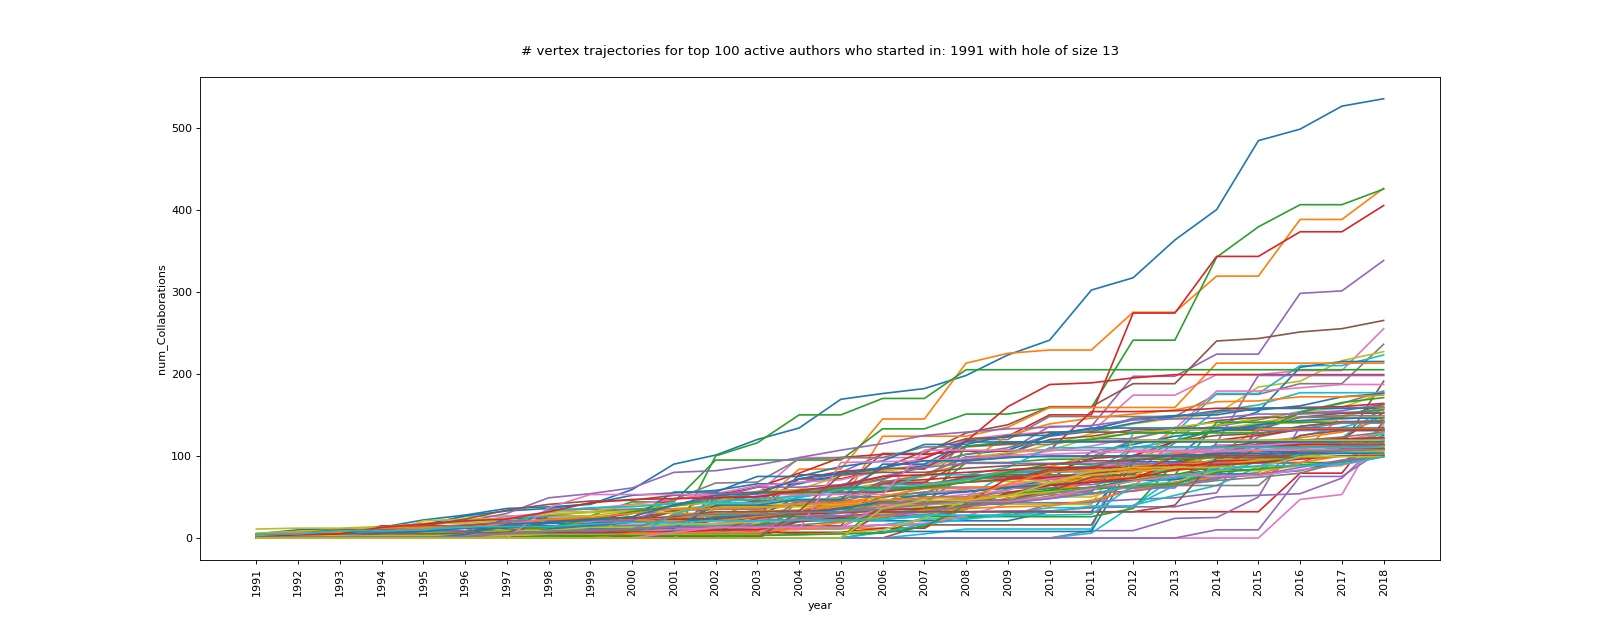 # vertex trajectories for top 100 active authors who started in: 1991 with hole of size 13
num_Collaborations
500
400
300
200
100
0
1991 1992 1993 1994 1995 1996 1997 1998 1999 2000 2001 2002 2003 2004 2005 2006 2007 2008 2009 2010 2011 2012 2013 2014 2015 2016 2017 2018
year